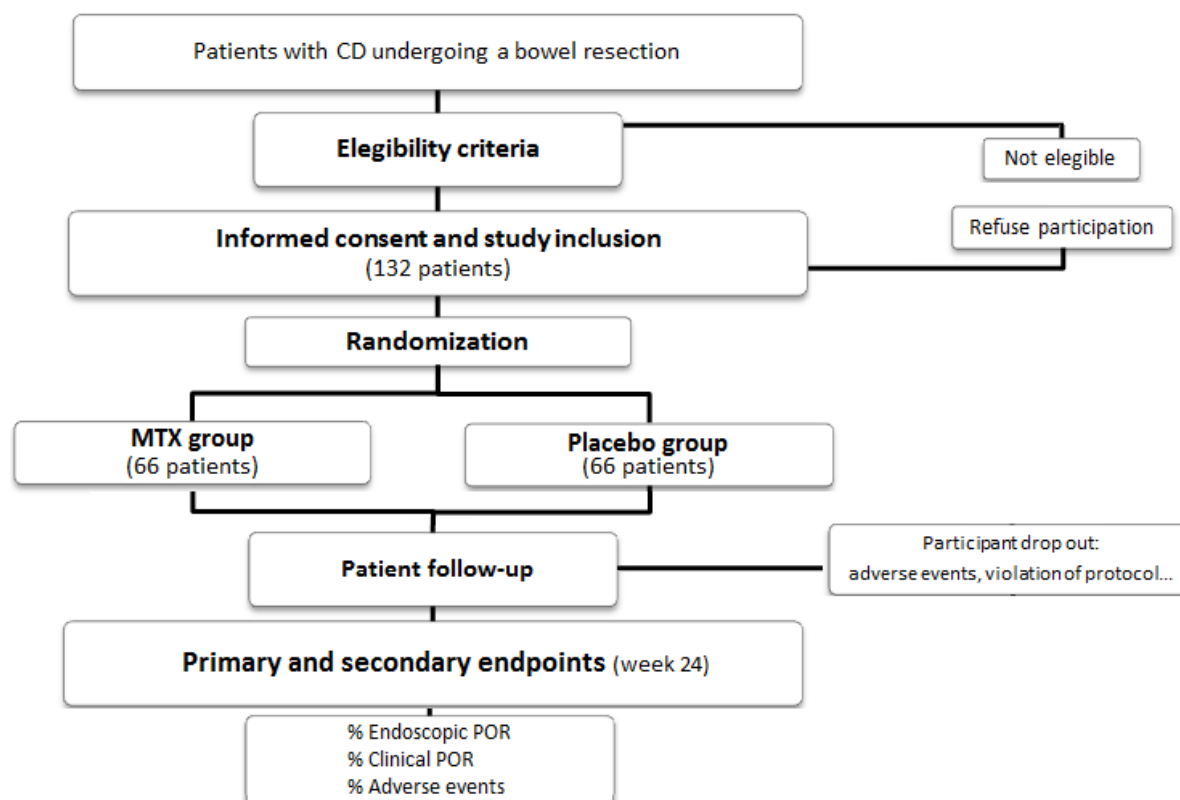 Patients with CD undergoing a bowel resection
Elegibility criteria
Not elegible
Refuse participation
Informed consent and study inclusion
(132 patients)
Randomization
MTX group
(66 patients)
Placebo group
(66 patients)
Patient follow-up
Participant drop out:
adverse events, violation of protocol...
Primary and secondary endpoints (week 24)
% Endoscopic POR
% Clinical POR
% Adverse events